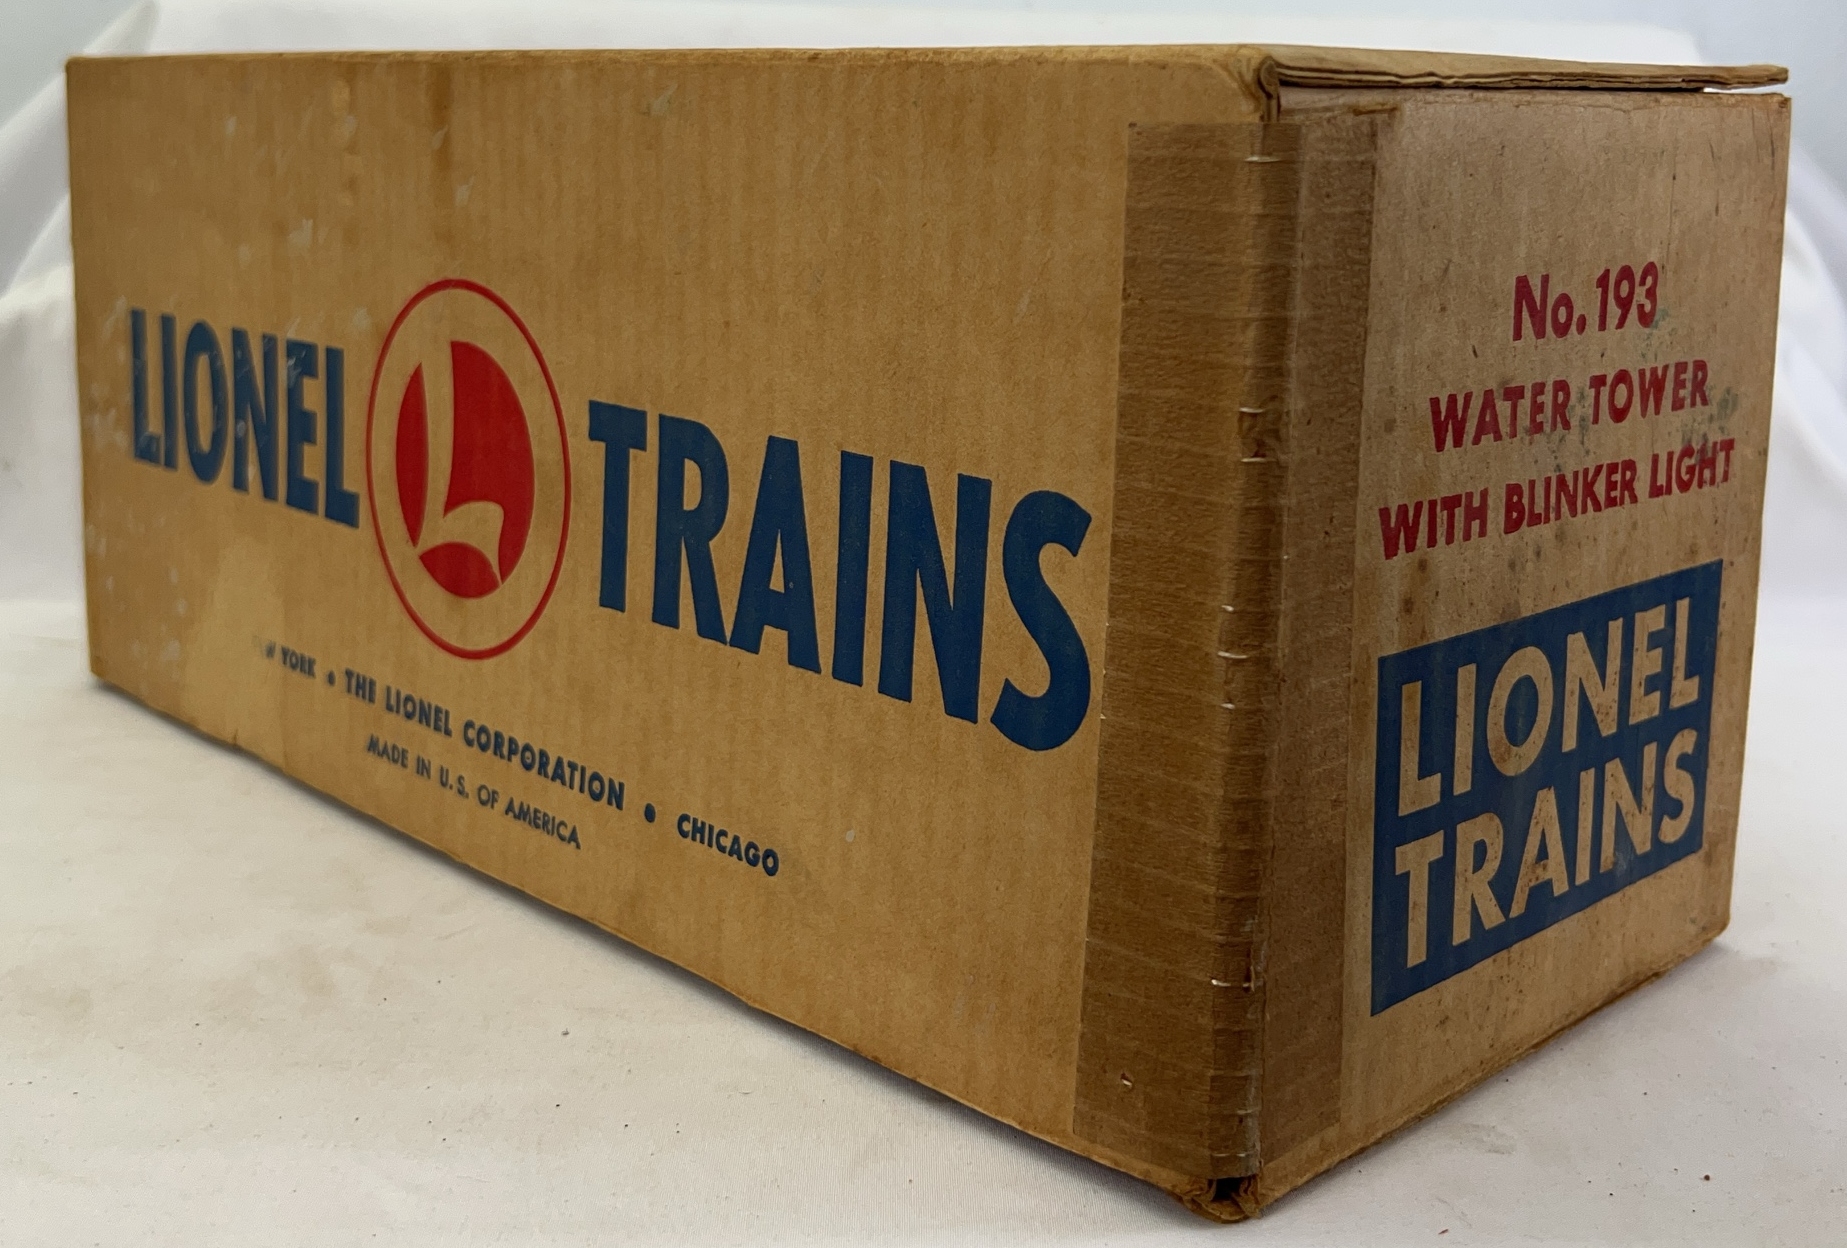 LIONEL L TRAINS
YORK • THE LIONEL CORPORATION • CHICAGO
MADE IN U.S. OF AMERICA
No. 193
WATER TOWER
WITH BLINKER LIGHT
LIONEL
TRAINS